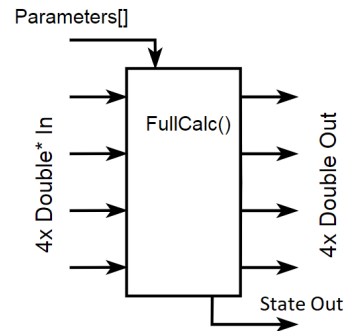 Parameters[]
FullCalc()
4x Double* In
4x Double Out
State Out